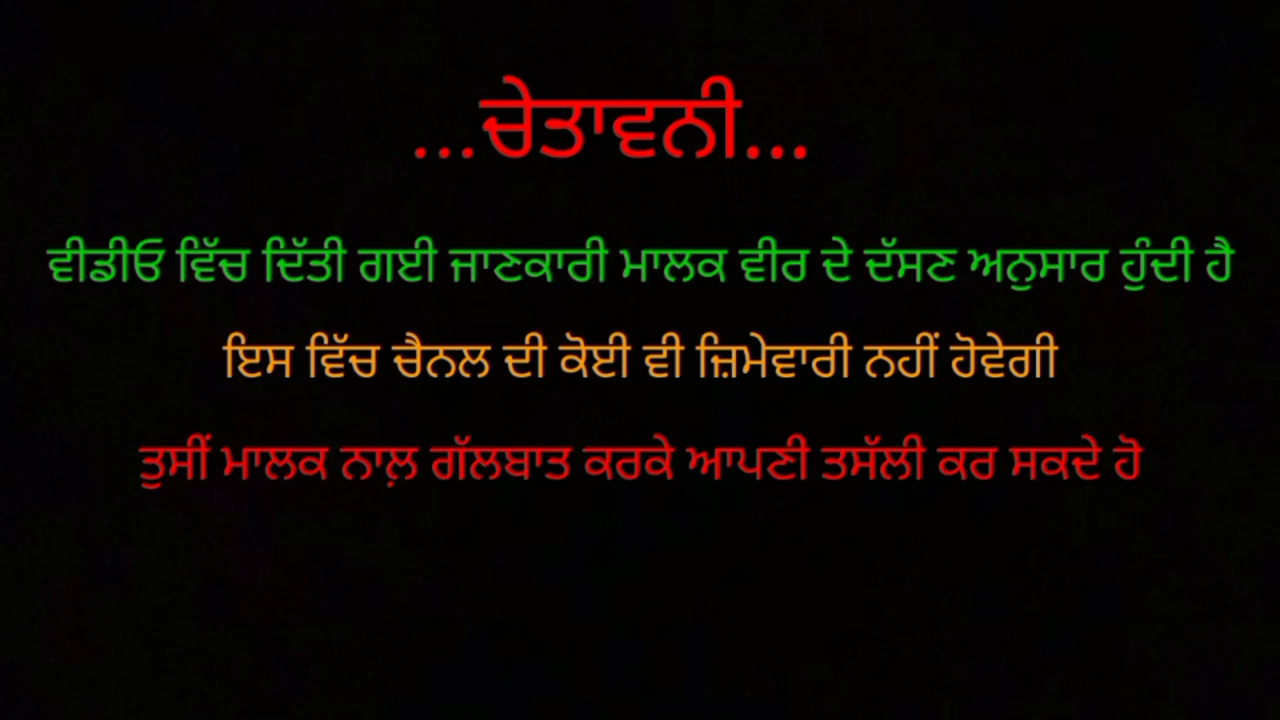 ...ਚੇਤਾਵਨੀ...
ਵੀਡੀਓ ਵਿੱਚ ਦਿੱਤੀ ਗਈ ਜਾਣਕਾਰੀ ਮਾਲਕ ਵੀਰ ਦੇ ਦੱਸਣ ਅਨੁਸਾਰ ਹੁੰਦੀ ਹੈ
ਇਸ ਵਿੱਚ ਚੈਨਲ ਦੀ ਕੋਈ ਵੀ ਜ਼ਿਮੇਵਾਰੀ ਨਹੀਂ ਹੋਵੇਗੀ
ਤੁਸੀਂ ਮਾਲਕ ਨਾਲ਼ ਗੱਲਬਾਤ ਕਰਕੇ ਆਪਣੀ ਤਸੱਲੀ ਕਰ ਸਕਦੇ ਹੋ